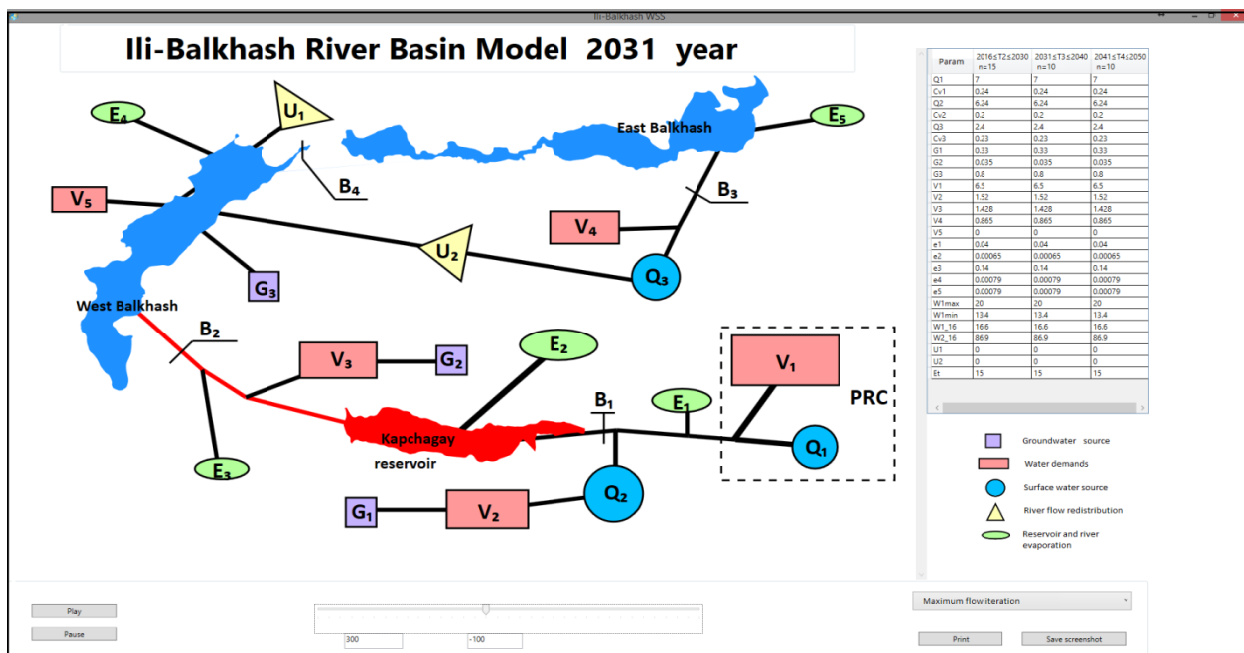 Ili-Balkhash WSS
Ili-Balkhash River Basin Model 2031 year
E₄
U₁
East Balkhash
E₅
B₄
B₃
V₅
V₄
U₂
Q₃
G₃
West Balkhash
B₂
E₂
V₁
V₃
G₂
PRC
B₁
E₁
Kapchagay
reservoir
Q₁
E₃
Q₂
G₁
V₂
Param 2016≤T2≤2030 2031≤T3≤2040 2041≤T4≤2050
n=15 n=10 n=10
Q1 7 7 7
Cv1 0.24 0.24 0.24
Q2 6.24 6.24 6.24
Cv2 0.2 0.2 0.2
Q3 2.4 2.4 2.4
Cv3 0.23 0.23 0.23
G1 0.33 0.33 0.33
G2 0.035 0.035 0.035
G3 0.8 0.8 0.8
V1 6.5 6.5 6.5
V2 1.52 1.52 1.52
V3 1.428 1.428 1.428
V4 0.865 0.865 0.865
V5 0 0 0
e1 0.04 0.04 0.04
e2 0.00065 0.00065 0.00065
e3 0.14 0.14 0.14
e4 0.00079 0.00079 0.00079
e5 0.00079 0.00079 0.00079
W1max 20 20 20
W1min 134 13.4 13.4
W1_16 166 16.6 16.6
W2_16 869 86.9 86.9
U1 0 0 0
U2 0 0 0
Et 15 15 15
Groundwater source
Water demands
Surface water source
River flow redistribution
Reservoir and river
evaporation
Play
Pause
300 -100
Maximum flowiteration
Print Save screenshot